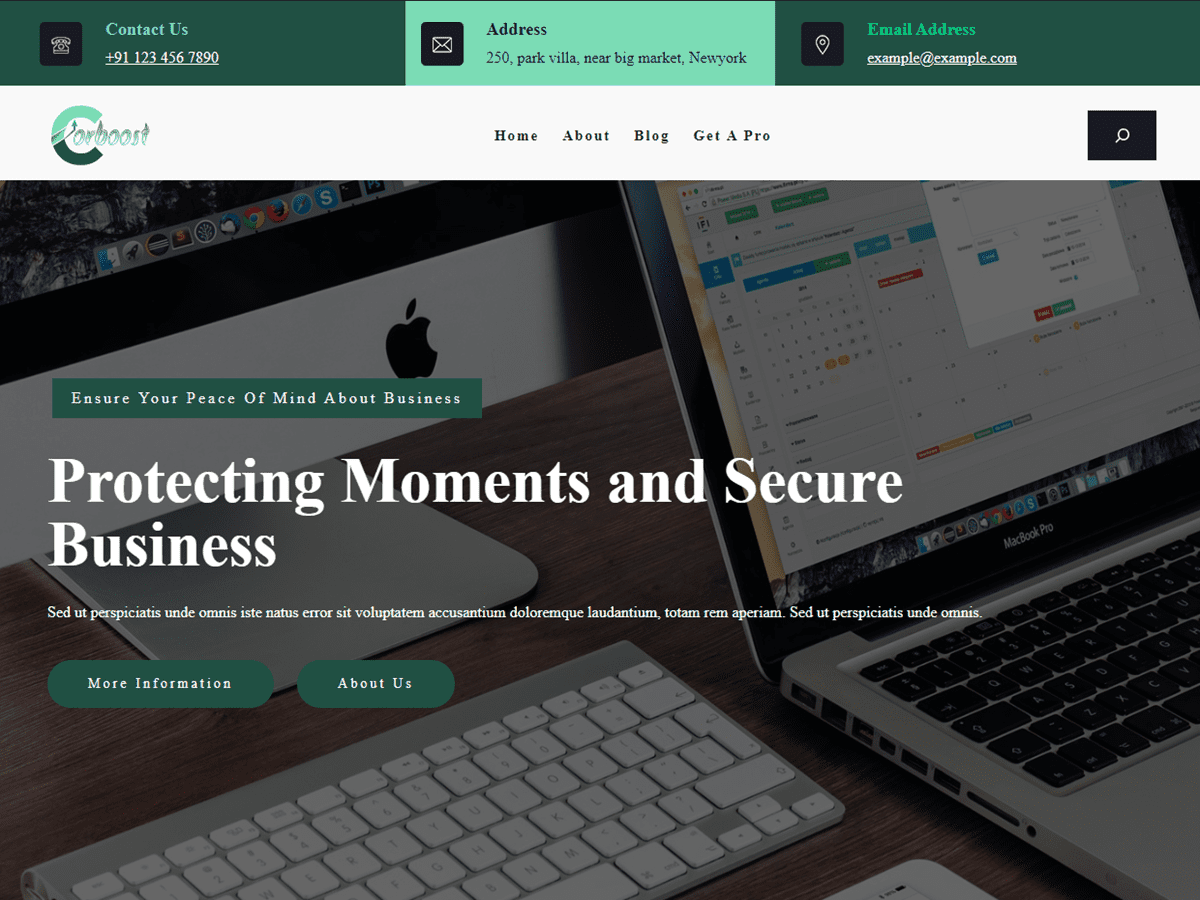 Contact Us
+91 123 456 7890
Address
250, park villa, near big market, Newyork
Email Address
example@example.com
orboost
Home About Blog Get A Pro
Ensure Your Peace Of Mind About Business
Protecting Moments and Secure
Business
Sed ut perspiciatis unde omnis iste natus error sit voluptatem accusantium doloremque laudantium, totam rem aperiam. Sed ut perspiciatis unde omnis.
More Information
About Us
MacBook Pro